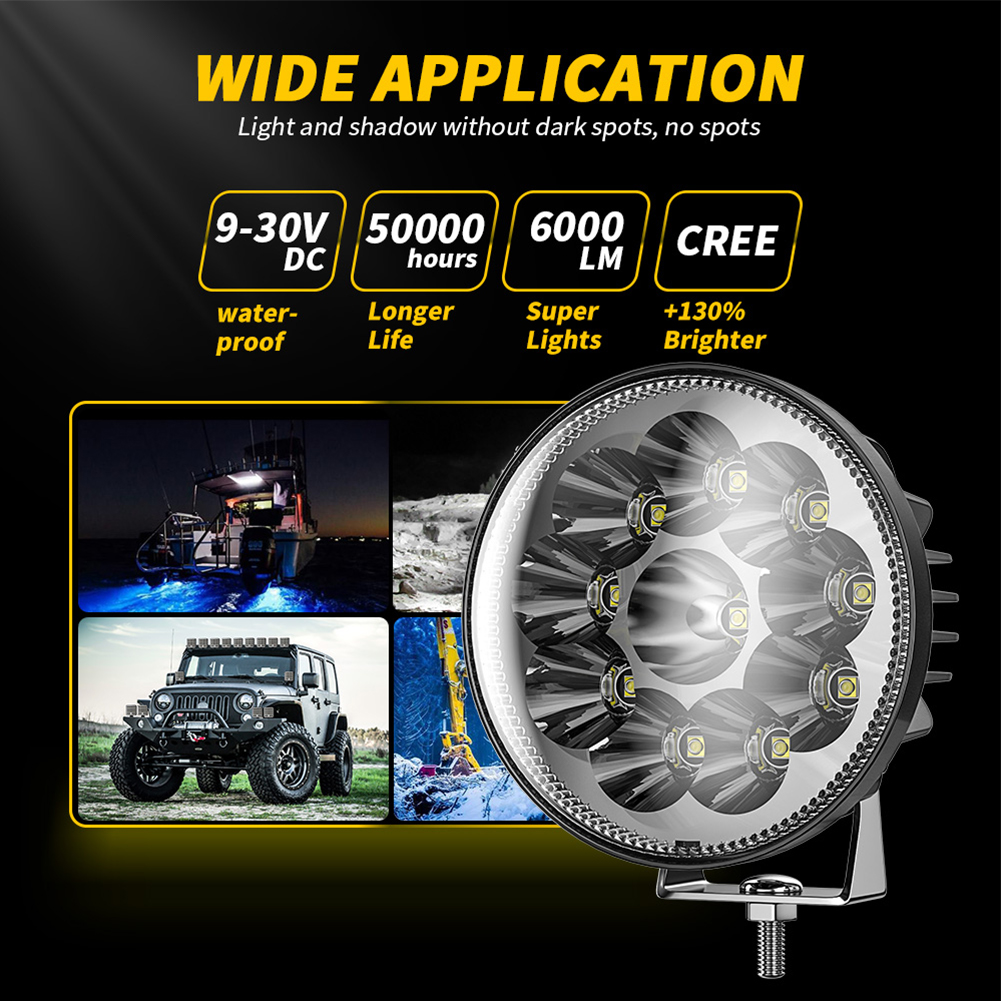 WIDE APPLICATION
Light and shadow without dark spots, no spots
9-30V
DC
50000
hours
6000
LM
CREE
water-
proof
Longer
Life
Super
Lights
+130%
Brighter